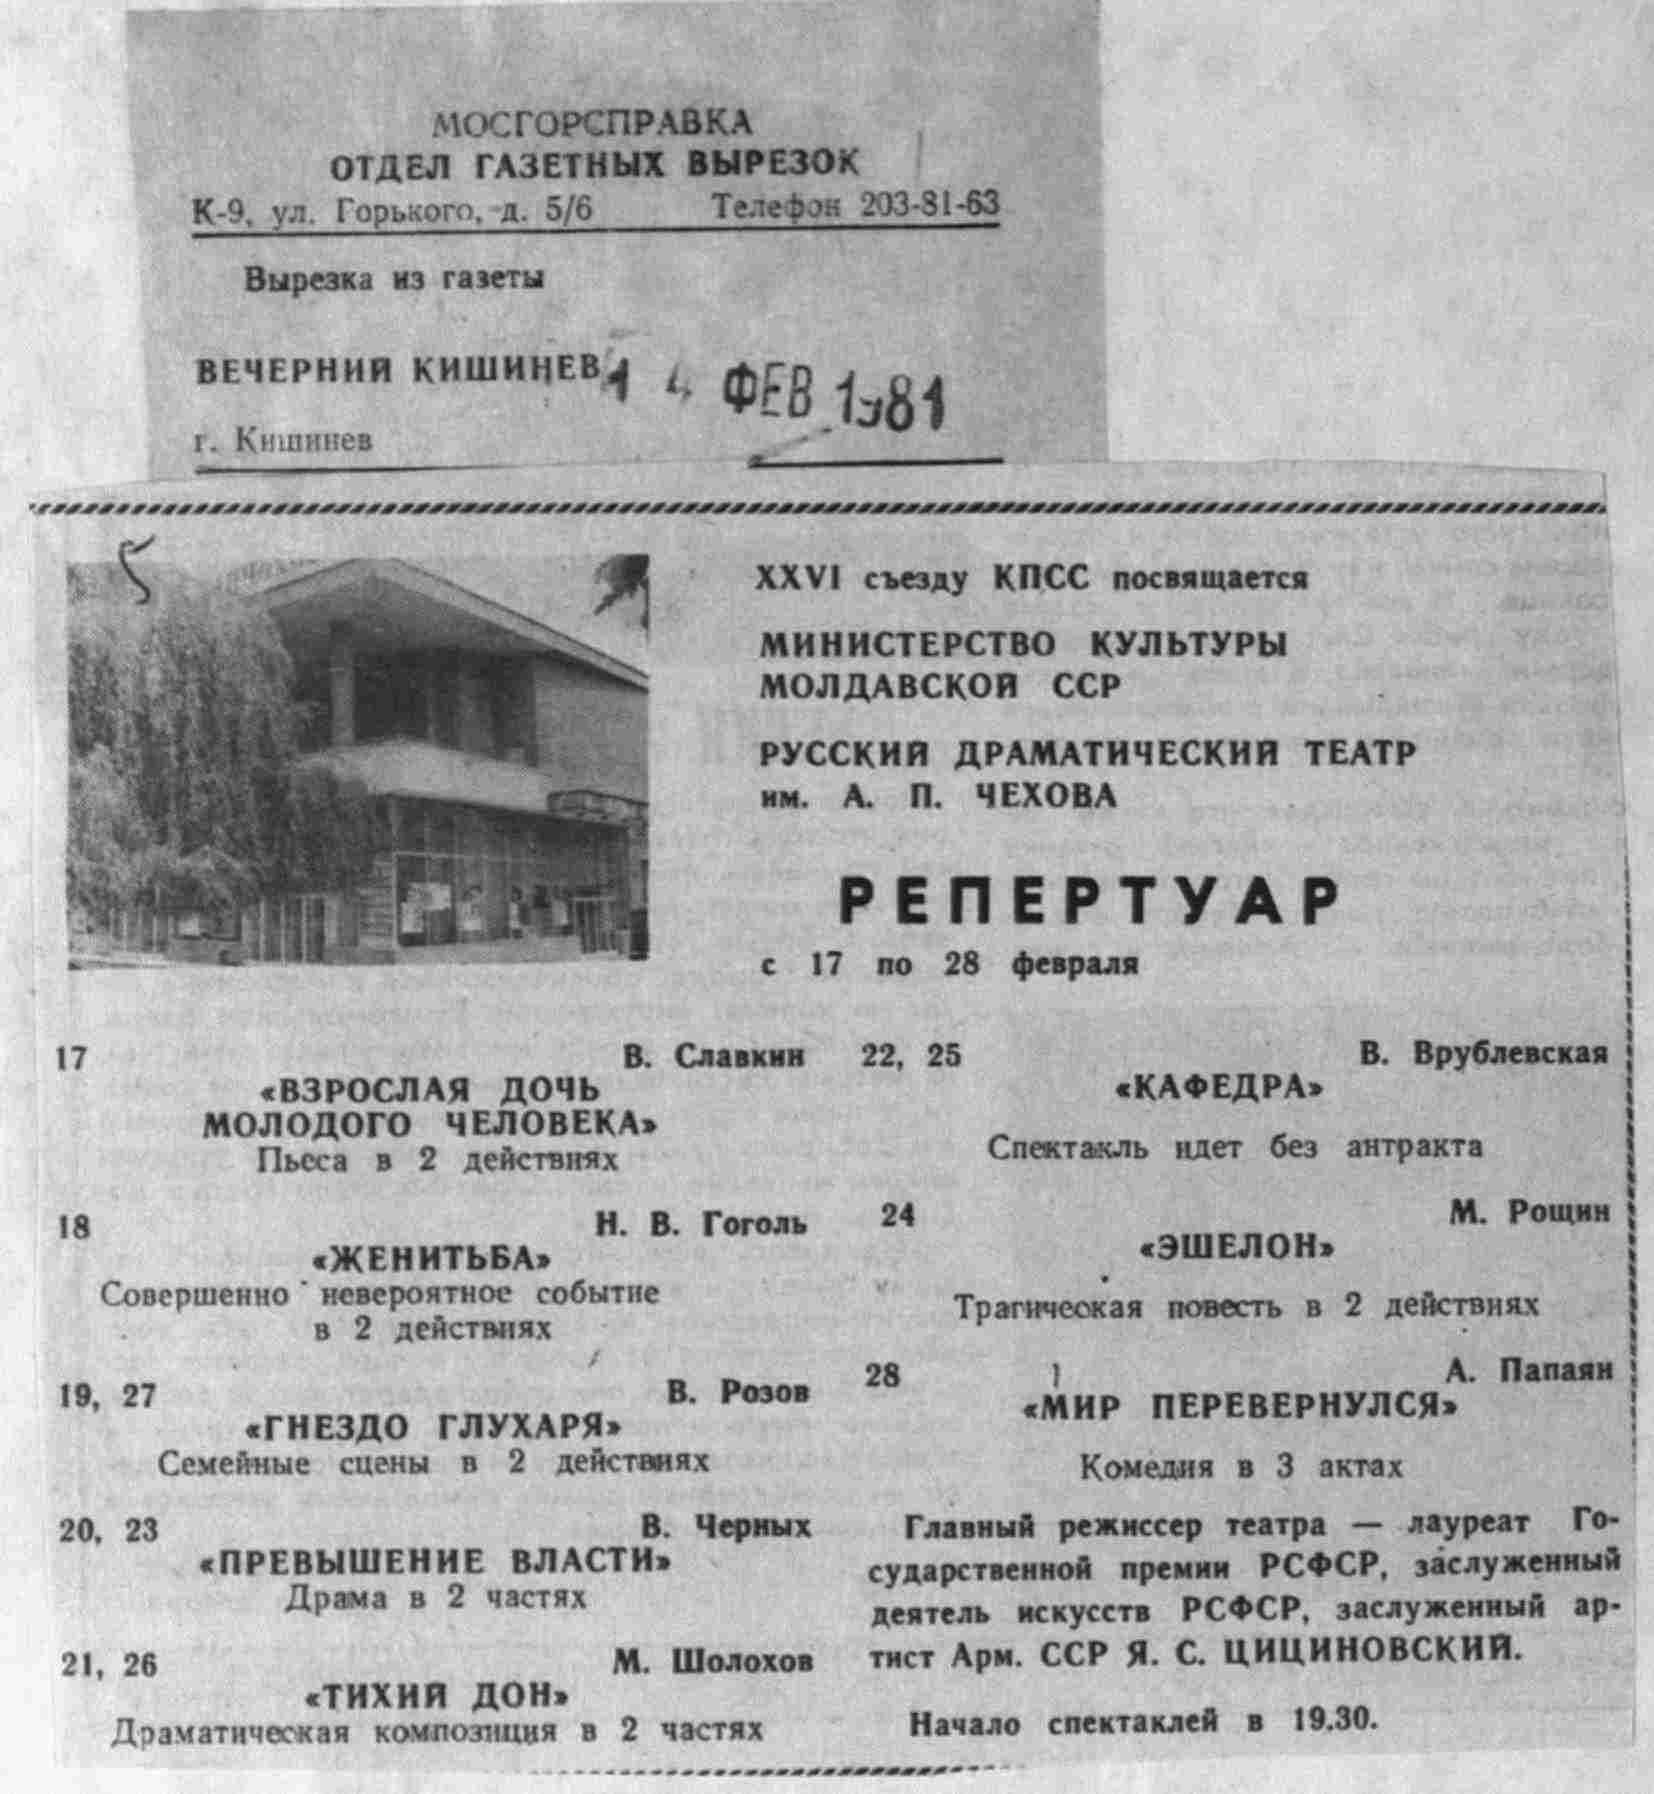 МОСГОРСПРАВКА
ОТДЕЛ ГАЗЕТНЫХ ВЫРЕЗОК
К-9, ул. Горького, д. 5/6 Телефон 203-81-63
Вырезка из газеты
ВЕЧЕРНИЙ КИШИНЕВ 14 ФЕВ 1981
г. Кишинев
5
XXVI съезду КПСС посвящается
МИНИСТЕРСТВО КУЛЬТУРЫ
МОЛДАВСКОЙ ССР
РУССКИЙ ДРАМАТИЧЕСКИЙ ТЕАТР
им. А. П. ЧЕХОВА
РЕПЕРТУАР
с 17 по 28 февраля
17 В. Славкин
«ВЗРОСЛАЯ ДОЧЬ
МОЛОДОГО ЧЕЛОВЕКА»
Пьеса в 2 действиях
18 Н. В. Гоголь
«ЖЕНИТЬБА»
Совершенно невероятное событие
в 2 действиях
19, 27 В. Розов
«ГНЕЗДО ГЛУХАРЯ»
Семейные сцены в 2 действиях
20, 23 В. Черных
«ПРЕВЫШЕНИЕ ВЛАСТИ»
Драма в 2 частях
21, 26 М. Шолохов
«ТИХИЙ ДОН»
Драматическая композиция в 2 частях
22, 25 В. Врублевская
«КАФЕДРА»
Спектакль идет без антракта
24 М. Рощин
«ЭШЕЛОН»
Трагическая повесть в 2 действиях
28 А. Папаян
«МИР ПЕРЕВЕРНУЛСЯ»
Комедия в 3 актах
Главный режиссер театра — лауреат Го-
сударственной премии РСФСР, заслуженный
деятель искусств РСФСР, заслуженный ар-
тист Арм. ССР Я. С. ЦИЦИНОВСКИЙ.
Начало спектаклей в 19.30.